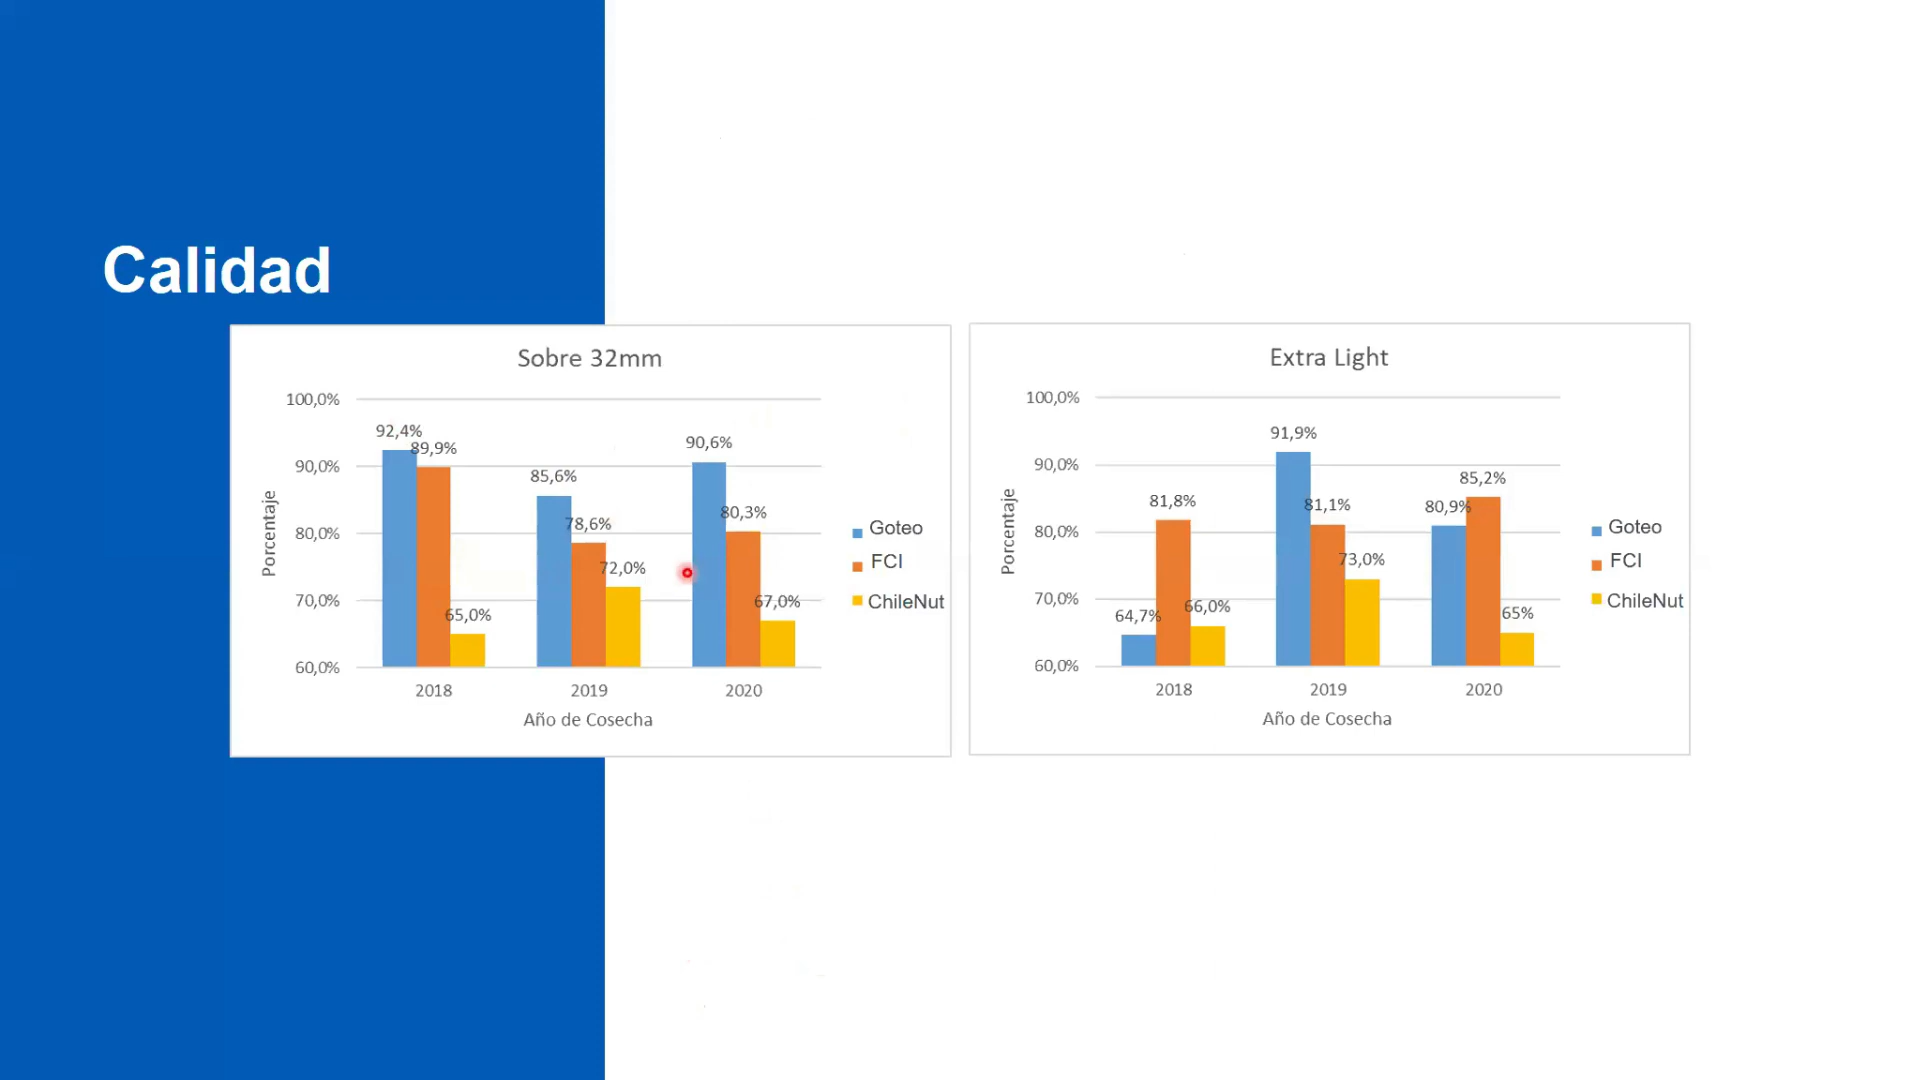 Calidad
Sobre 32mm
100,0%
90,0%
80,0%
70,0%
60,0%
Porcentaje
92,4%
89,9%
65,0%
85,6%
78,6%
72,0%
90,6%
80,3%
67,0%
2018
2019
2020
Año de Cosecha
Goteo
FCI
ChileNut
Extra Light
100,0%
90,0%
80,0%
70,0%
60,0%
Porcentaje
64,7%
81,8%
66,0%
91,9%
81,1%
73,0%
80,9%
85,2%
65%
2018
2019
2020
Año de Cosecha
Goteo
FCI
ChileNut